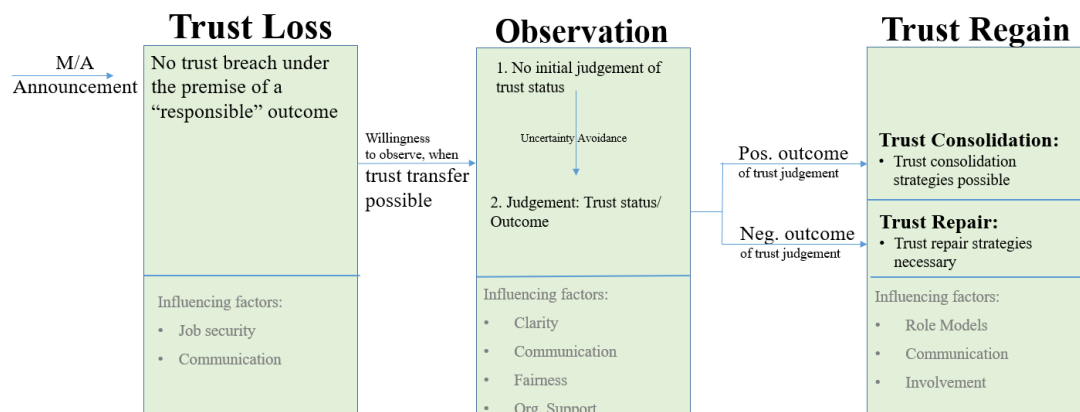 Trust Loss
Observation
Trust Regain
M/A
Announcement
No trust breach under
the premise of a
“responsible” outcome
Influencing factors:
• Job security
• Communication
Willingness
to observe, when
trust transfer
possible
1. No initial judgement of
trust status
Uncertainty Avoidance
2. Judgement: Trust status/
Outcome
Influencing factors:
• Clarity
• Communication
• Fairness
• Org. Support
Pos. outcome
of trust judgement
Neg. outcome
of trust judgement
Trust Consolidation:
• Trust consolidation
strategies possible
Trust Repair:
• Trust repair strategies
necessary
Influencing factors:
• Role Models
• Communication
• Involvement